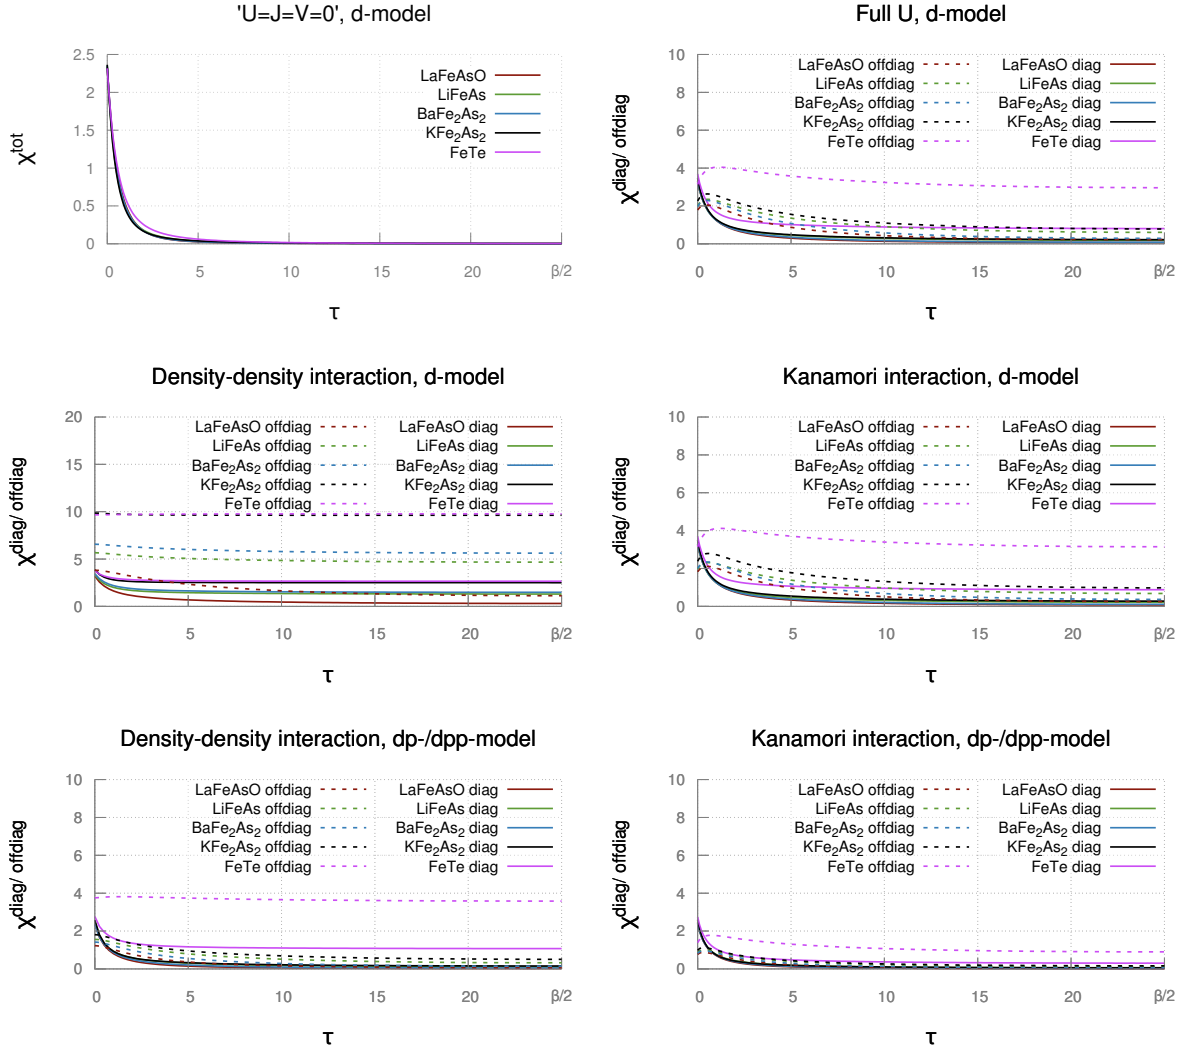 'U=J=V=0', d-model
χ^tot
2.5
2
1.5
1
0.5
0
LaFeAsO
LiFeAs
BaFe₂As₂
KFe₂As₂
FeTe
0 5 10 15 20 β/2
τ
Full U, d-model
χ^diag/ offdiag
10
8
6
4
2
0
LaFeAsO offdiag LaFeAsO diag
LiFeAs offdiag LiFeAs diag
BaFe₂As₂ offdiag BaFe₂As₂ diag
KFe₂As₂ offdiag KFe₂As₂ diag
FeTe offdiag FeTe diag
0 5 10 15 20 β/2
τ
Density-density interaction, d-model
χ^diag/ offdiag
20
15
10
5
0
LaFeAsO offdiag LaFeAsO diag
LiFeAs offdiag LiFeAs diag
BaFe₂As₂ offdiag BaFe₂As₂ diag
KFe₂As₂ offdiag KFe₂As₂ diag
FeTe offdiag FeTe diag
0 5 10 15 20 β/2
τ
Kanamori interaction, d-model
χ^diag/ offdiag
10
8
6
4
2
0
LaFeAsO offdiag LaFeAsO diag
LiFeAs offdiag LiFeAs diag
BaFe₂As₂ offdiag BaFe₂As₂ diag
KFe₂As₂ offdiag KFe₂As₂ diag
FeTe offdiag FeTe diag
0 5 10 15 20 β/2
τ
Density-density interaction, dp-/dpp-model
χ^diag/ offdiag
10
8
6
4
2
0
LaFeAsO offdiag LaFeAsO diag
LiFeAs offdiag LiFeAs diag
BaFe₂As₂ offdiag BaFe₂As₂ diag
KFe₂As₂ offdiag KFe₂As₂ diag
FeTe offdiag FeTe diag
0 5 10 15 20 β/2
τ
Kanamori interaction, dp-/dpp-model
χ^diag/ offdiag
10
8
6
4
2
0
LaFeAsO offdiag LaFeAsO diag
LiFeAs offdiag LiFeAs diag
BaFe₂As₂ offdiag BaFe₂As₂ diag
KFe₂As₂ offdiag KFe₂As₂ diag
FeTe offdiag FeTe diag
0 5 10 15 20 β/2
τ